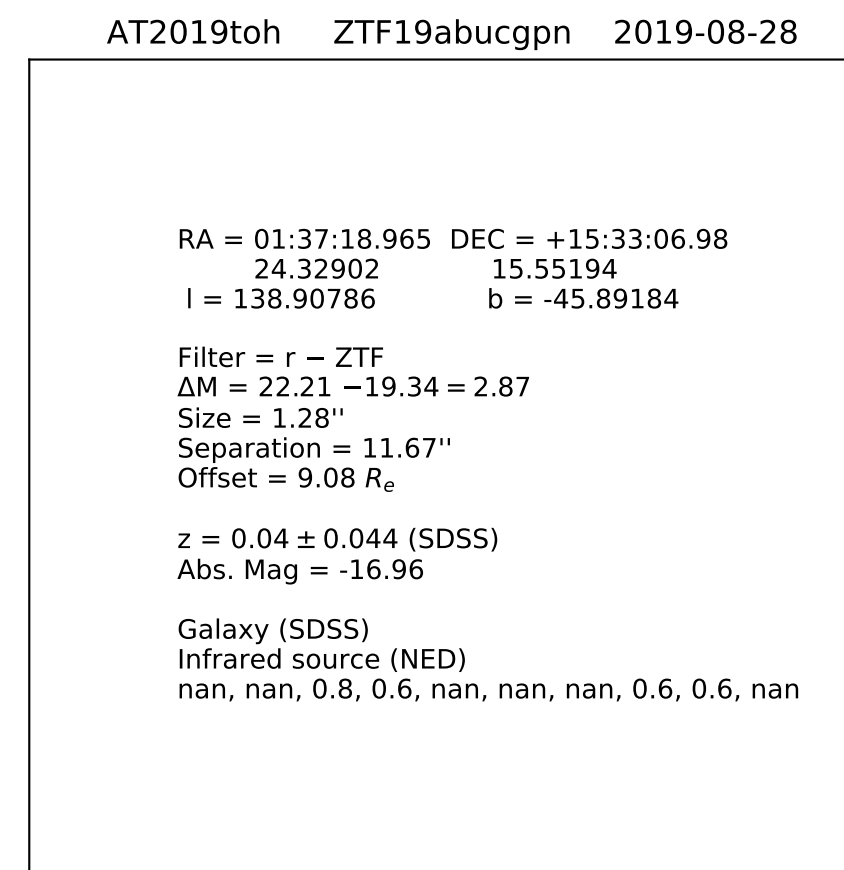 AT2019toh ZTF19abucgpn 2019-08-28
RA = 01:37:18.965 DEC = +15:33:06.98
24.32902 15.55194
l = 138.90786 b = -45.89184
Filter = r − ZTF
ΔM = 22.21 −19.34 = 2.87
Size = 1.28''
Separation = 11.67''
Offset = 9.08 Re
z = 0.04 ± 0.044 (SDSS)
Abs. Mag = -16.96
Galaxy (SDSS)
Infrared source (NED)
nan, nan, 0.8, 0.6, nan, nan, nan, 0.6, 0.6, nan